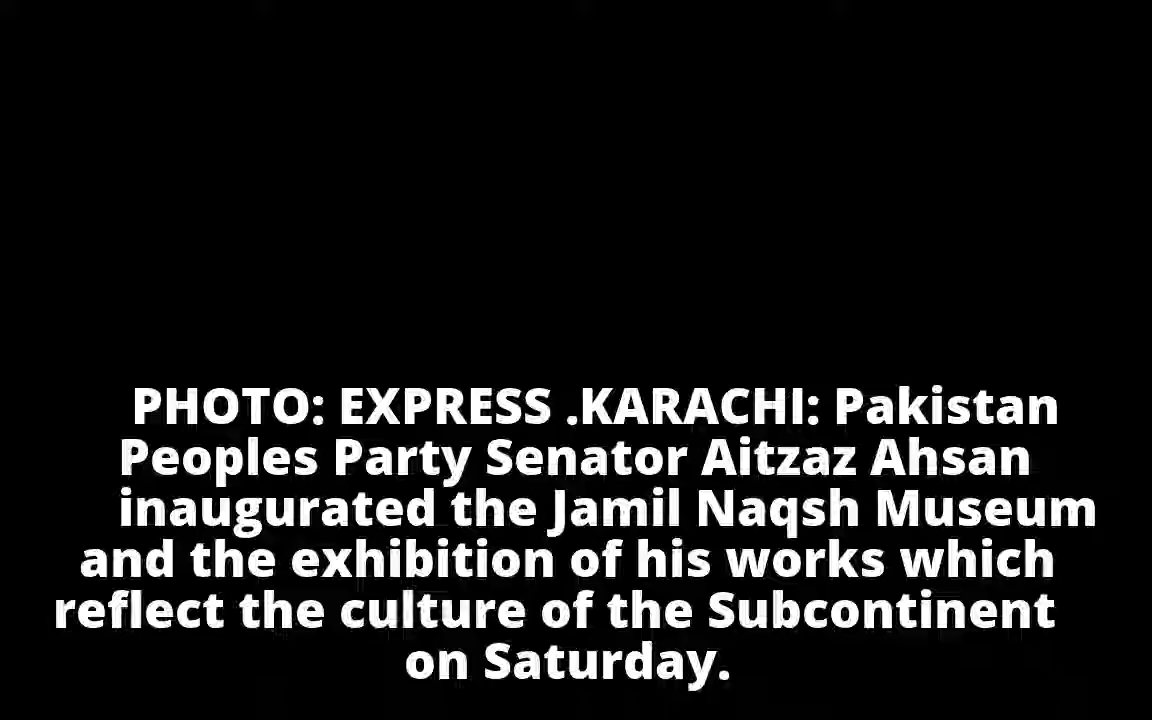 PHOTO: EXPRESS .KARACHI: Pakistan
Peoples Party Senator Aitzaz Ahsan
inaugurated the Jamil Naqsh Museum
and the exhibition of his works which
reflect the culture of the Subcontinent
on Saturday.